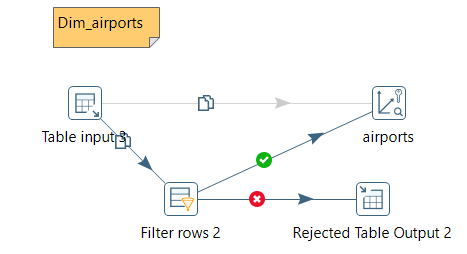 Dim_airports
Table input 3
airports
Filter rows 2
Rejected Table Output 2